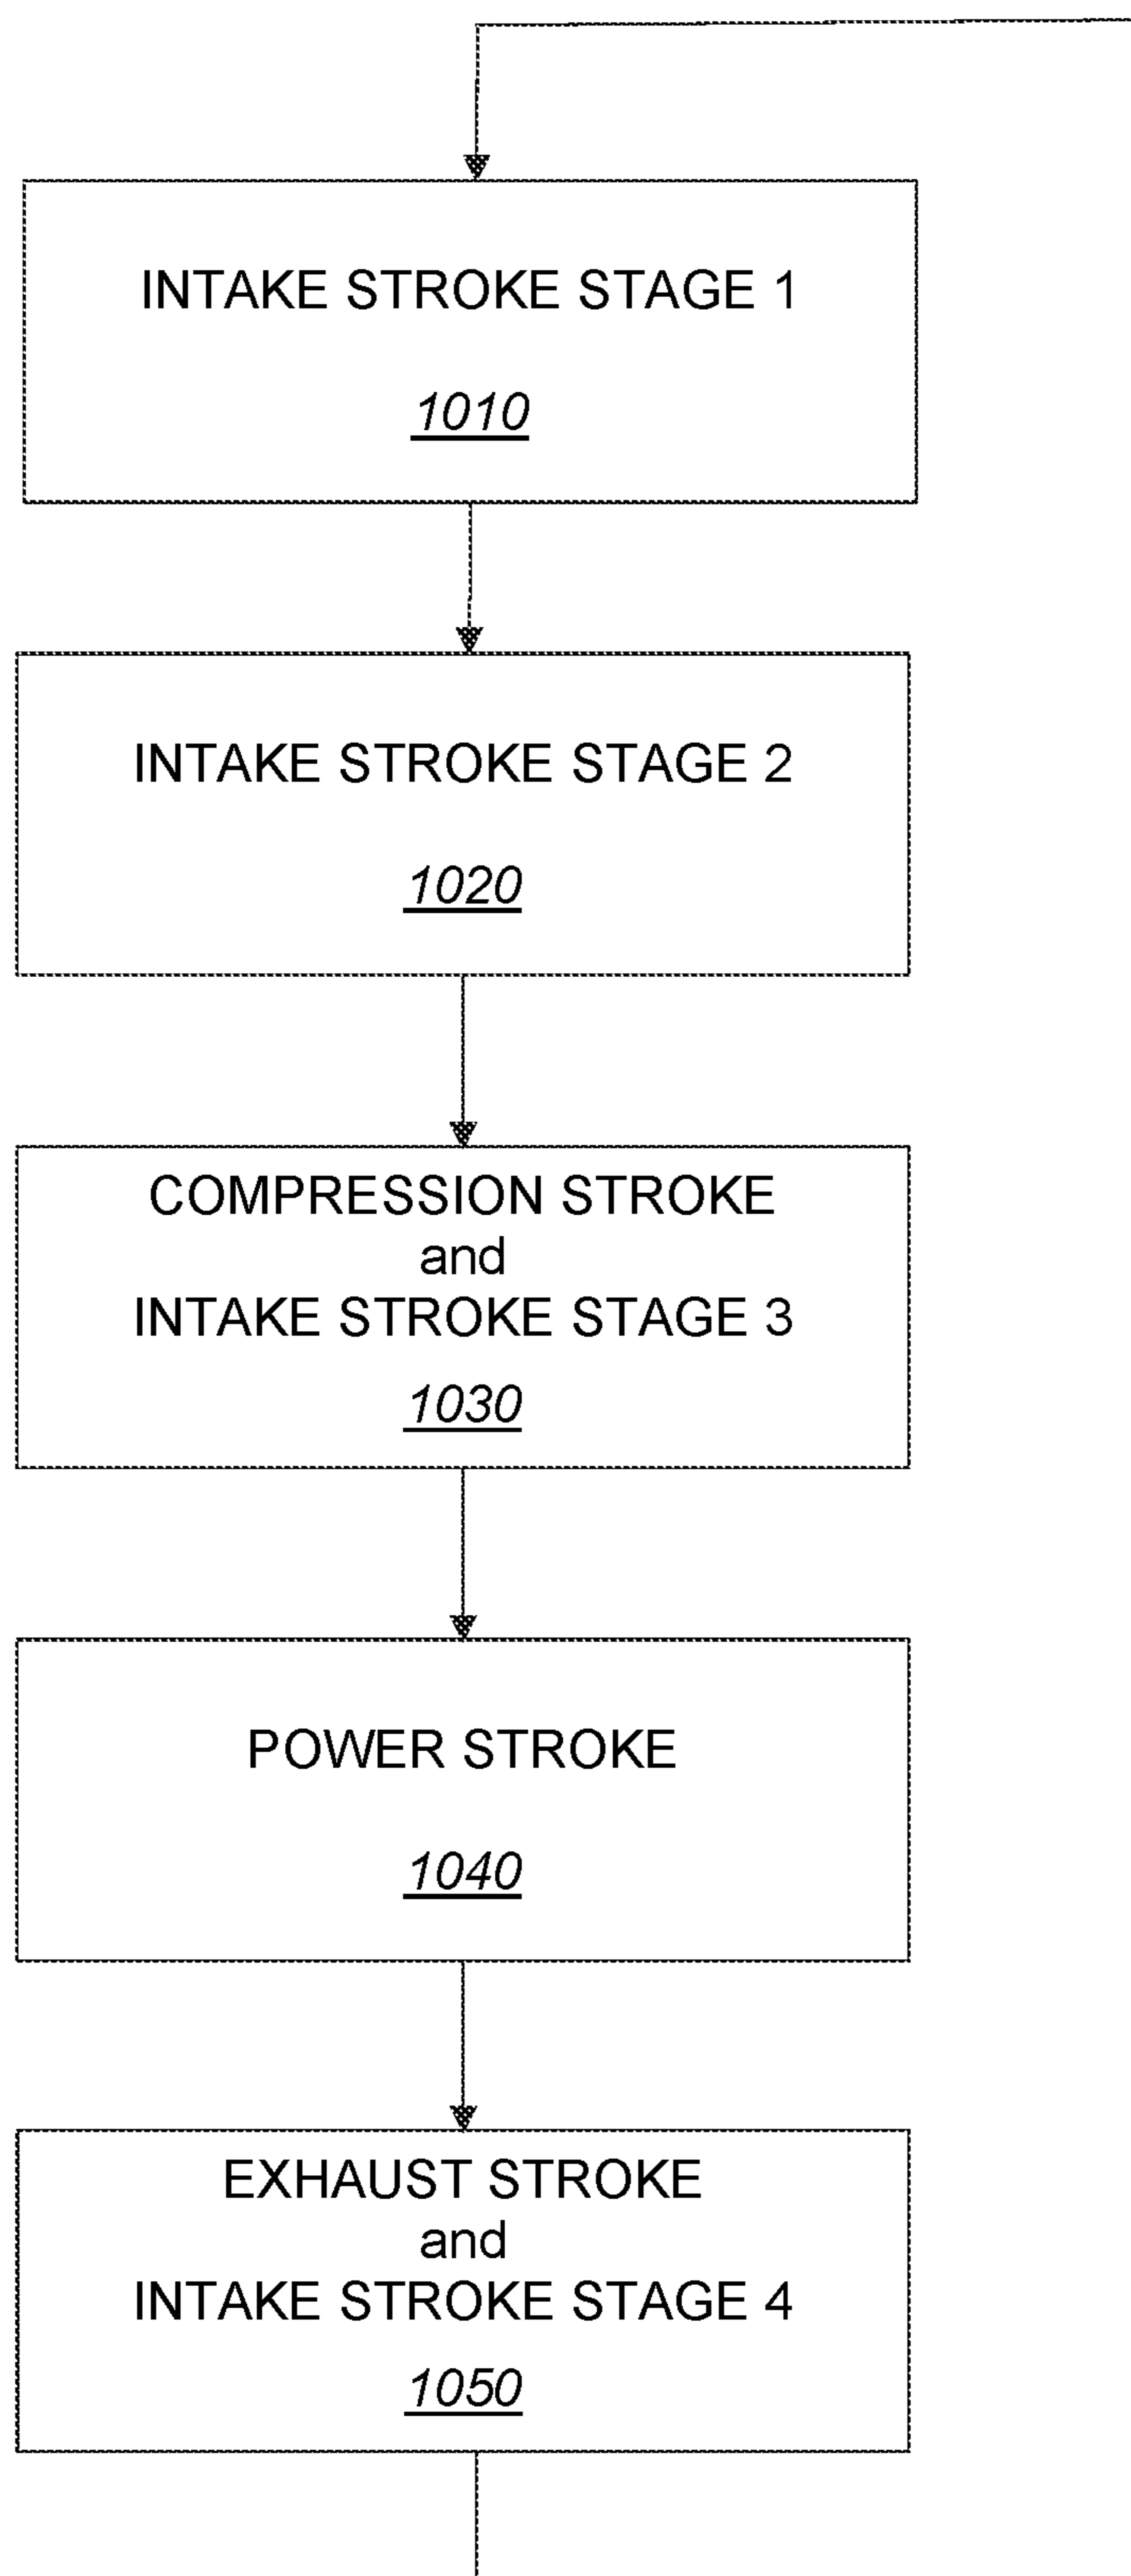 INTAKE STROKE STAGE 1
1010
INTAKE STROKE STAGE 2
1020
COMPRESSION STROKE
and
INTAKE STROKE STAGE 3
1030
POWER STROKE
1040
EXHAUST STROKE
and
INTAKE STROKE STAGE 4
1050